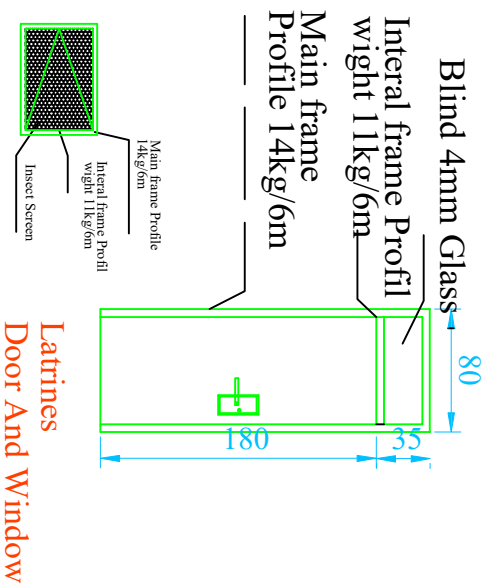 Blind 4mm Glass
Interal frame Profil
wight 11kg/6m
Main frame
Profile 14kg/6m
80
180
35
Main frame Profile
14kg/6m
Interal frame Profil
wight 11kg/6m
Insect Screen
Latrines
Door And Window